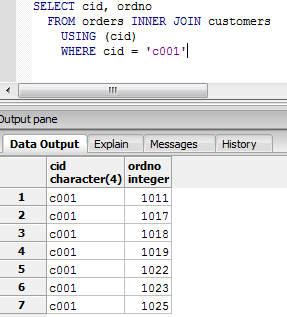 SELECT cid, ordno
FROM orders INNER JOIN customers
USING (cid)
WHERE cid = 'c001'
Output pane
Data Output Explain Messages History
cid character(4) ordno integer
1 c001 1011
2 c001 1017
3 c001 1018
4 c001 1019
5 c001 1022
6 c001 1023
7 c001 1025